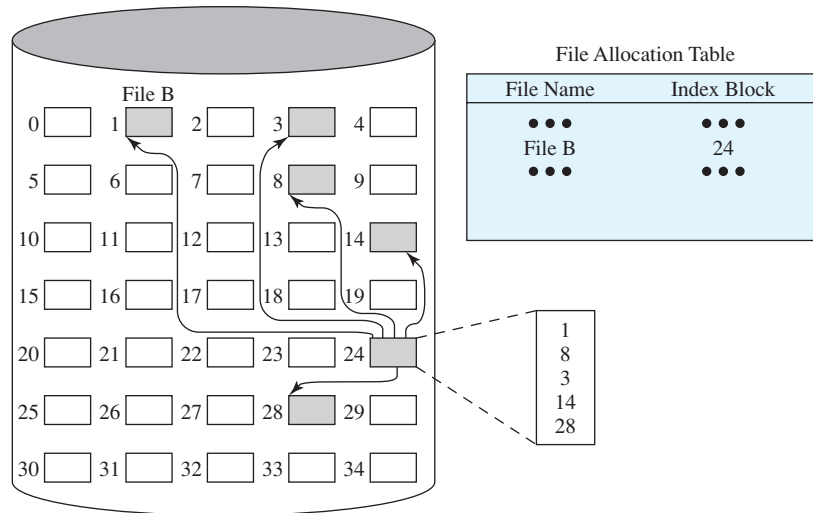 File Allocation Table
File Name Index Block
File B 24
File B
0 1 2 3 4
5 6 7 8 9
10 11 12 13 14
15 16 17 18 19
20 21 22 23 24
25 26 27 28 29
30 31 32 33 34
1
8
3
14
28